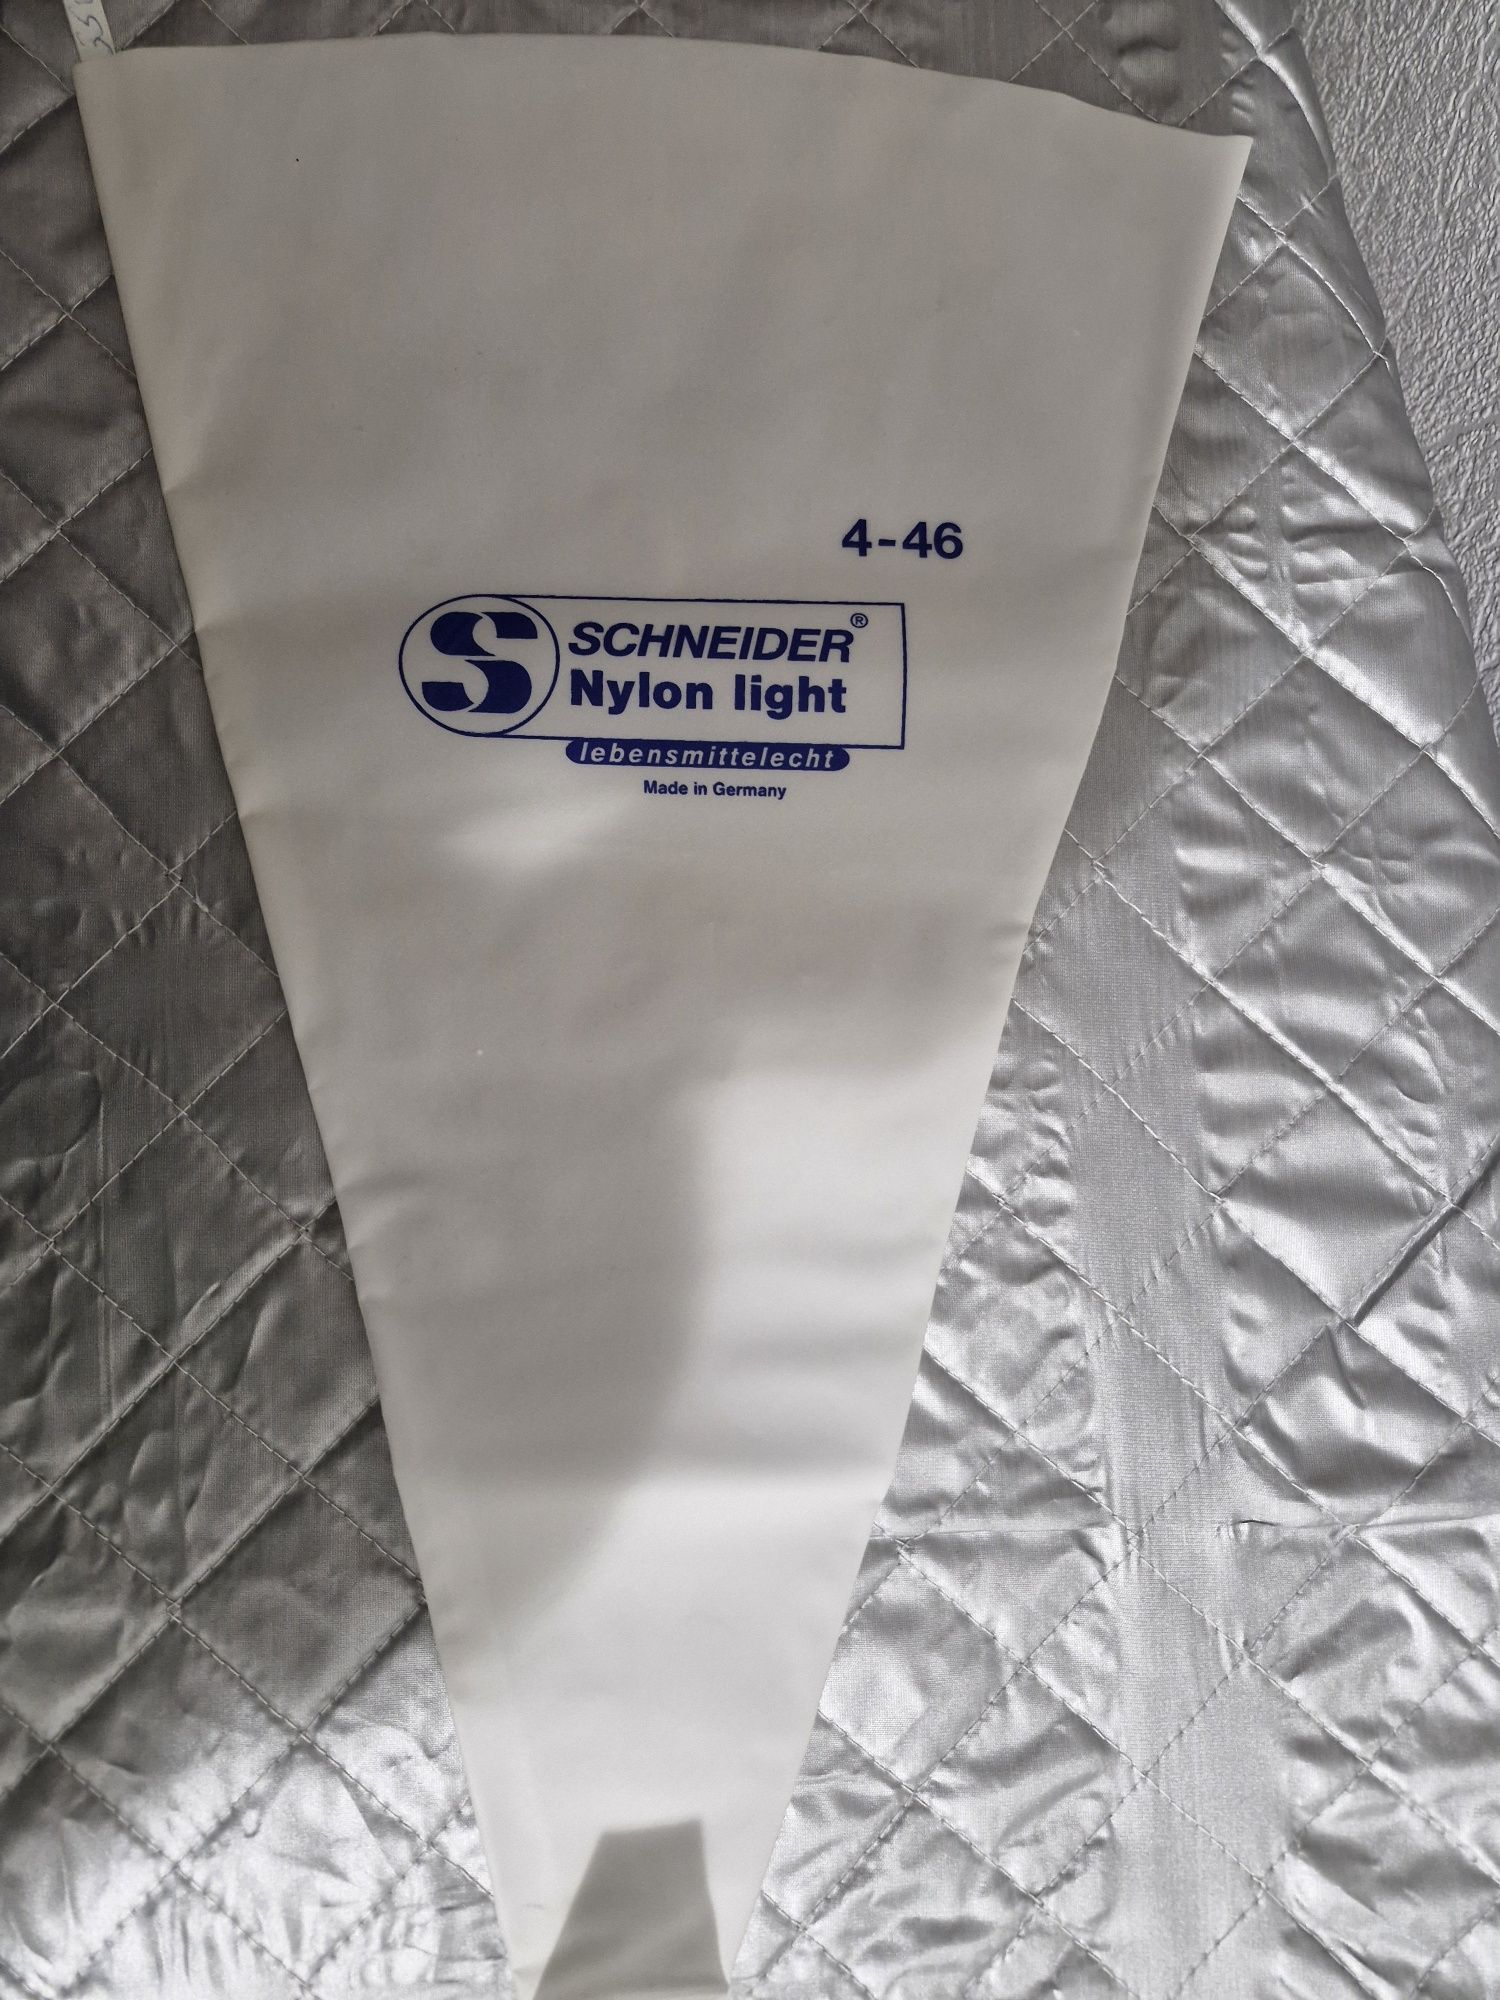 4-46
S SCHNEIDER®
Nylon light
lebensmittelecht
Made in Germany